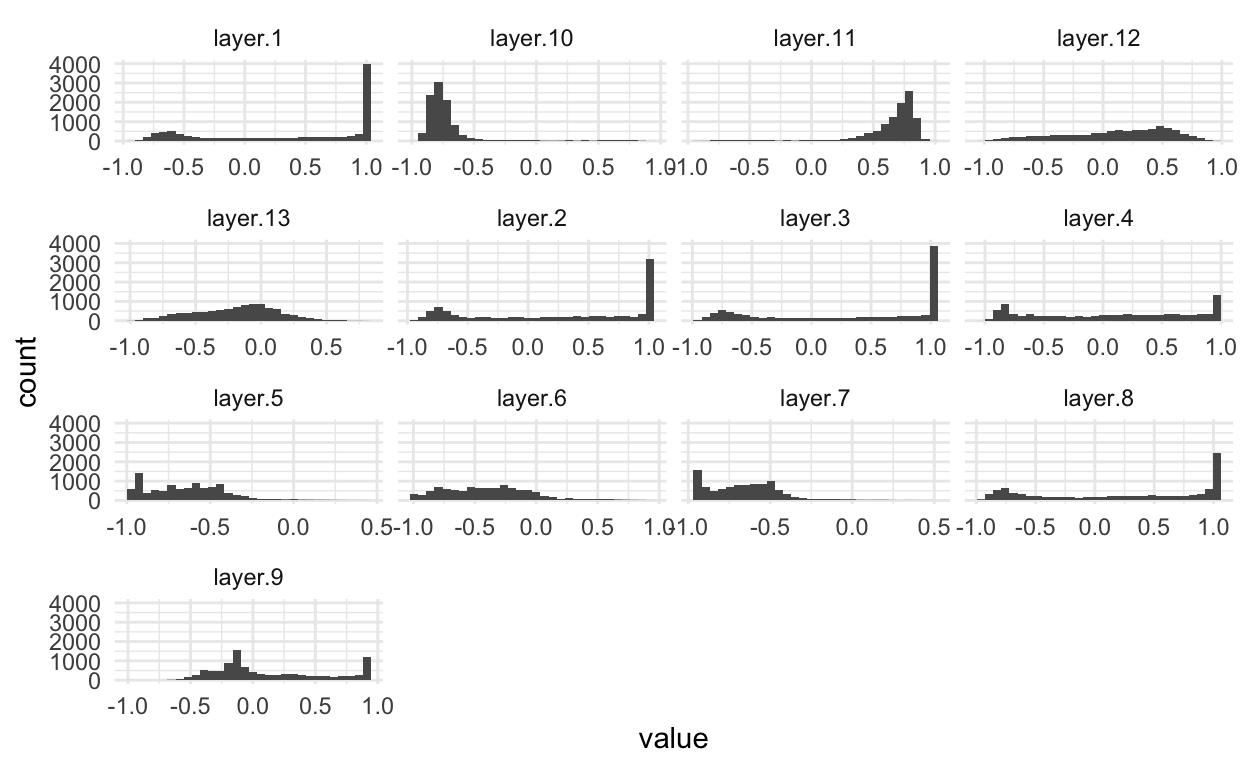 layer.1 layer.10 layer.11 layer.12
4000
3000
2000
1000
0
-1.0 -0.5 0.0 0.5 1.0 -1.0 -0.5 0.0 0.5 1.0 -1.0 -0.5 0.0 0.5 1.0 -1.0 -0.5 0.0 0.5 1.0
layer.13 layer.2 layer.3 layer.4
4000
3000
2000
1000
0
-1.0 -0.5 0.0 0.5 -1.0 -0.5 0.0 0.5 1.0 -1.0 -0.5 0.0 0.5 1.0 -1.0 -0.5 0.0 0.5 1.0
count
layer.5 layer.6 layer.7 layer.8
4000
3000
2000
1000
0
-1.0 -0.5 0.0 0.5 -1.0 -0.5 0.0 0.5 1.0 -1.0 -0.5 0.0 0.5 -1.0 -0.5 0.0 0.5 1.0
layer.9
4000
3000
2000
1000
0
-1.0 -0.5 0.0 0.5 1.0
value